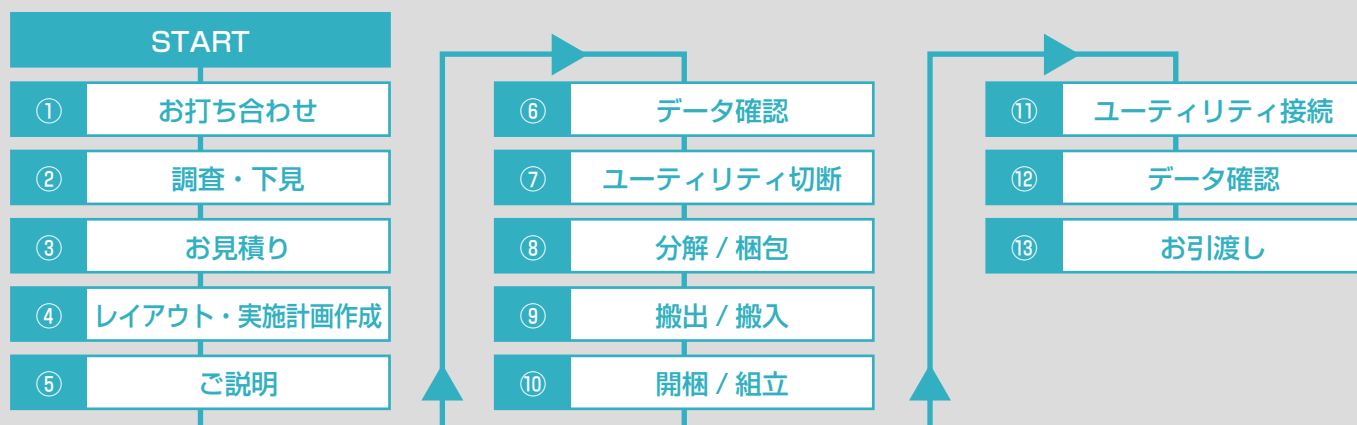 START
① お打ち合わせ
② 調査・下見
③ お見積り
④ レイアウト・実施計画作成
⑤ ご説明
⑥ データ確認
⑦ ユーティリティ切断
⑧ 分解 / 梱包
⑨ 搬出 / 搬入
⑩ 開梱 / 組立
⑪ ユーティリティ接続
⑫ データ確認
⑬ お引渡し